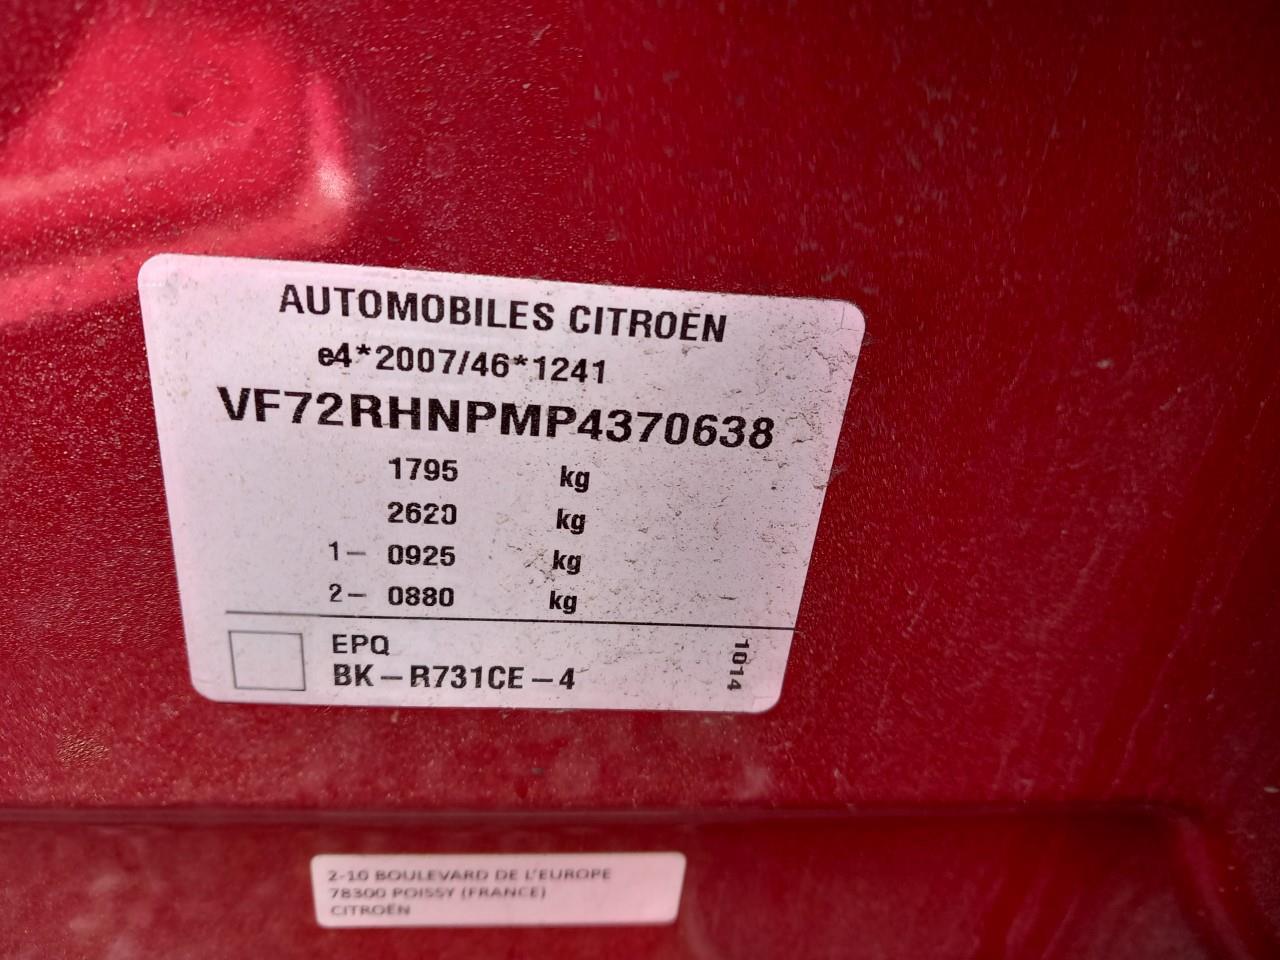 AUTOMOBILES CITROËN
e4*2007/46*1241
VF72RHNPMP4370638
1795 kg
2620 kg
1- 0925 kg
2- 0880 kg
EPQ
BK-R731CE-4
1014
2-10 BOULEVARD DE L'EUROPE
78300 POISSY (FRANCE)
CITROËN